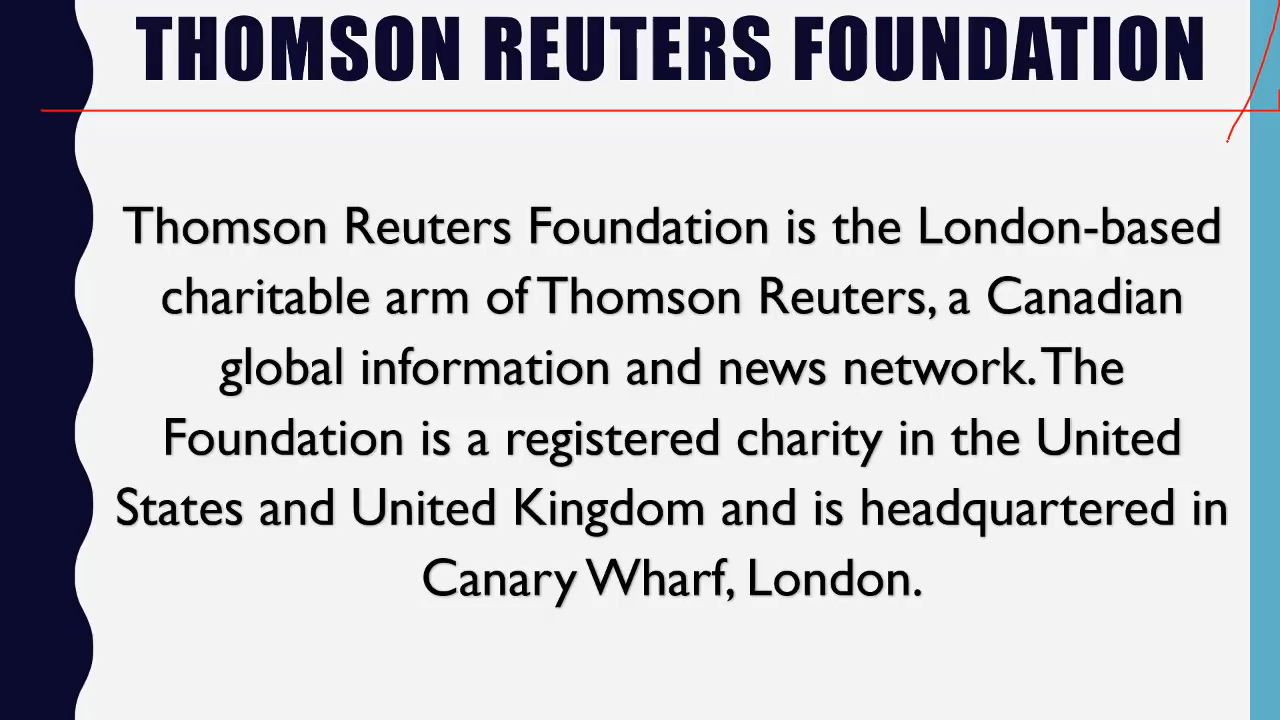 THOMSON REUTERS FOUNDATION
Thomson Reuters Foundation is the London-based
charitable arm of Thomson Reuters, a Canadian
global information and news network. The
Foundation is a registered charity in the United
States and United Kingdom and is headquartered in
Canary Wharf, London.